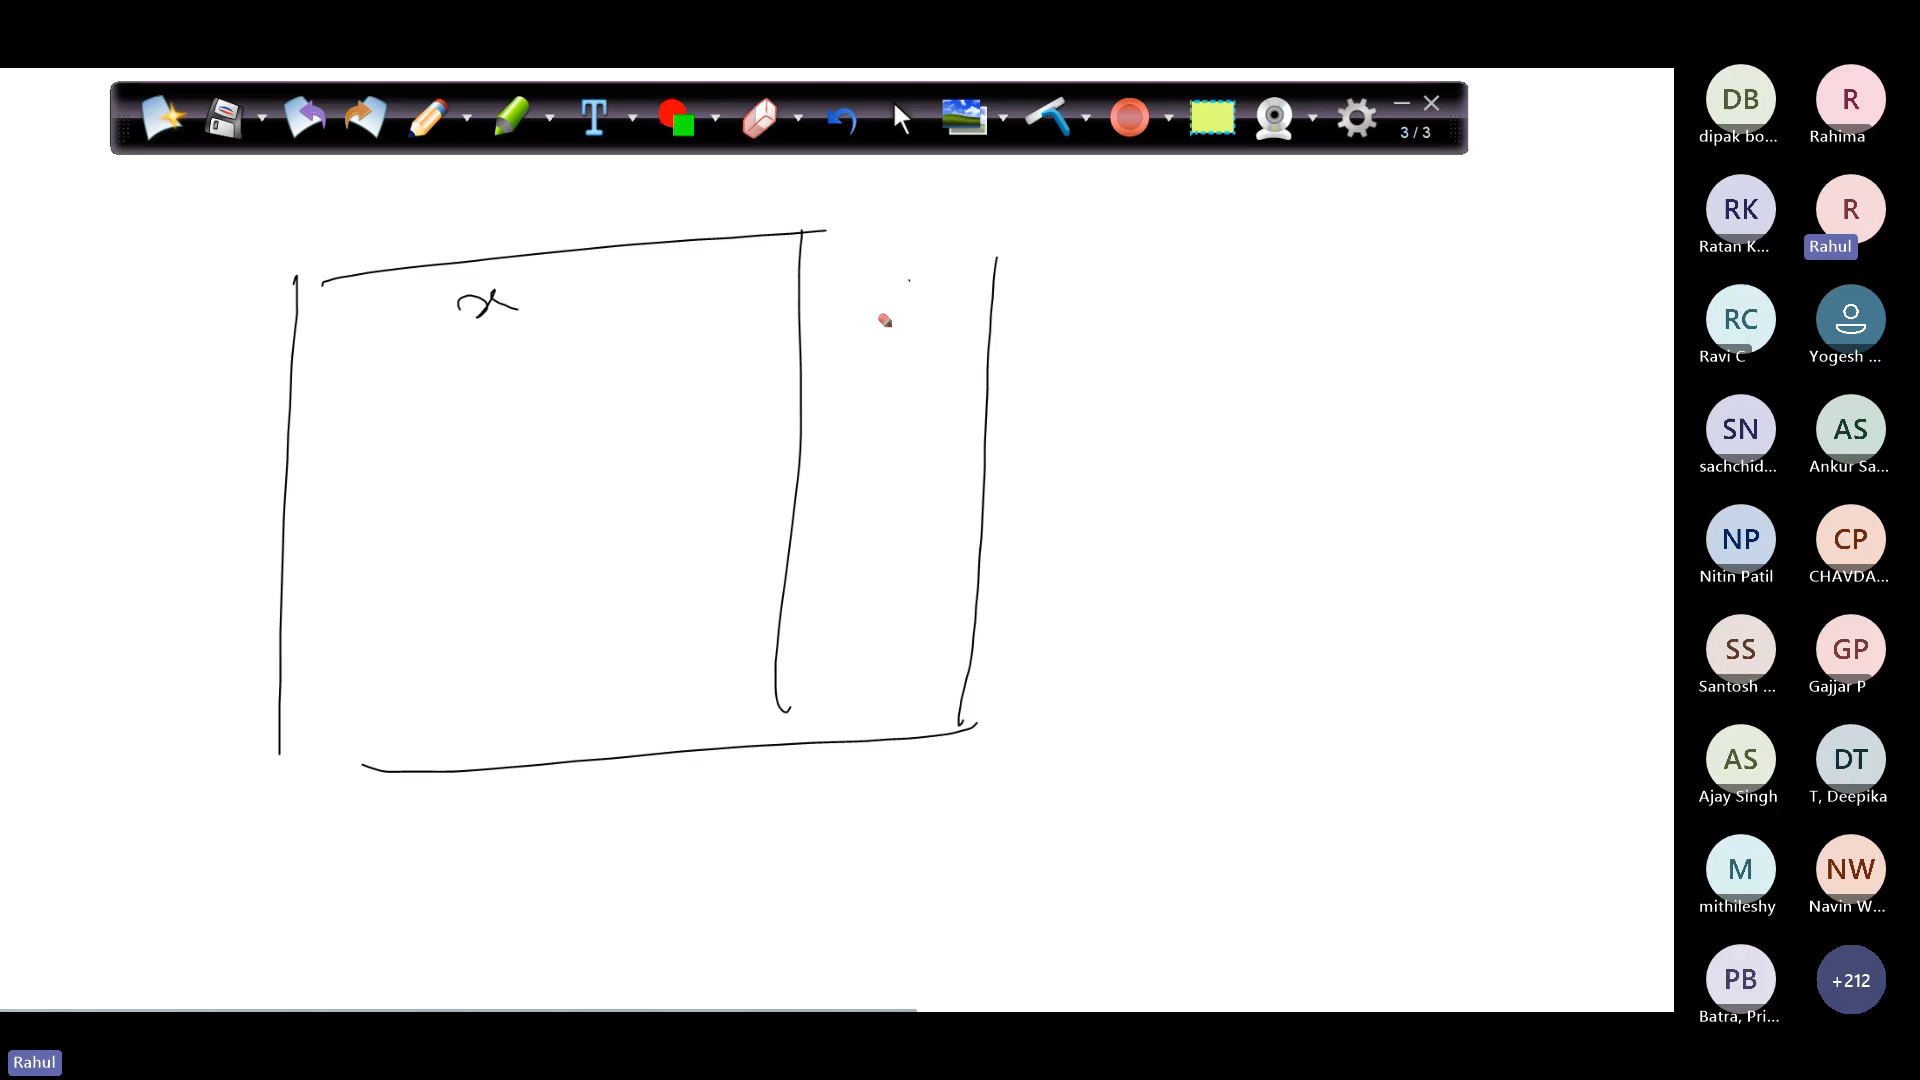 3 / 3
x
DB
dipak bo...
R
Rahima
RK
Ratan K...
R
Rahul
RC
Ravi C
Yogesh ...
SN
sachchid...
AS
Ankur Sa...
NP
Nitin Patil
CP
CHAVDA...
SS
Santosh ...
GP
Gajjar P
AS
Ajay Singh
DT
T, Deepika
M
mithileshy
NW
Navin W...
PB
Batra, Pri...
+212
Rahul